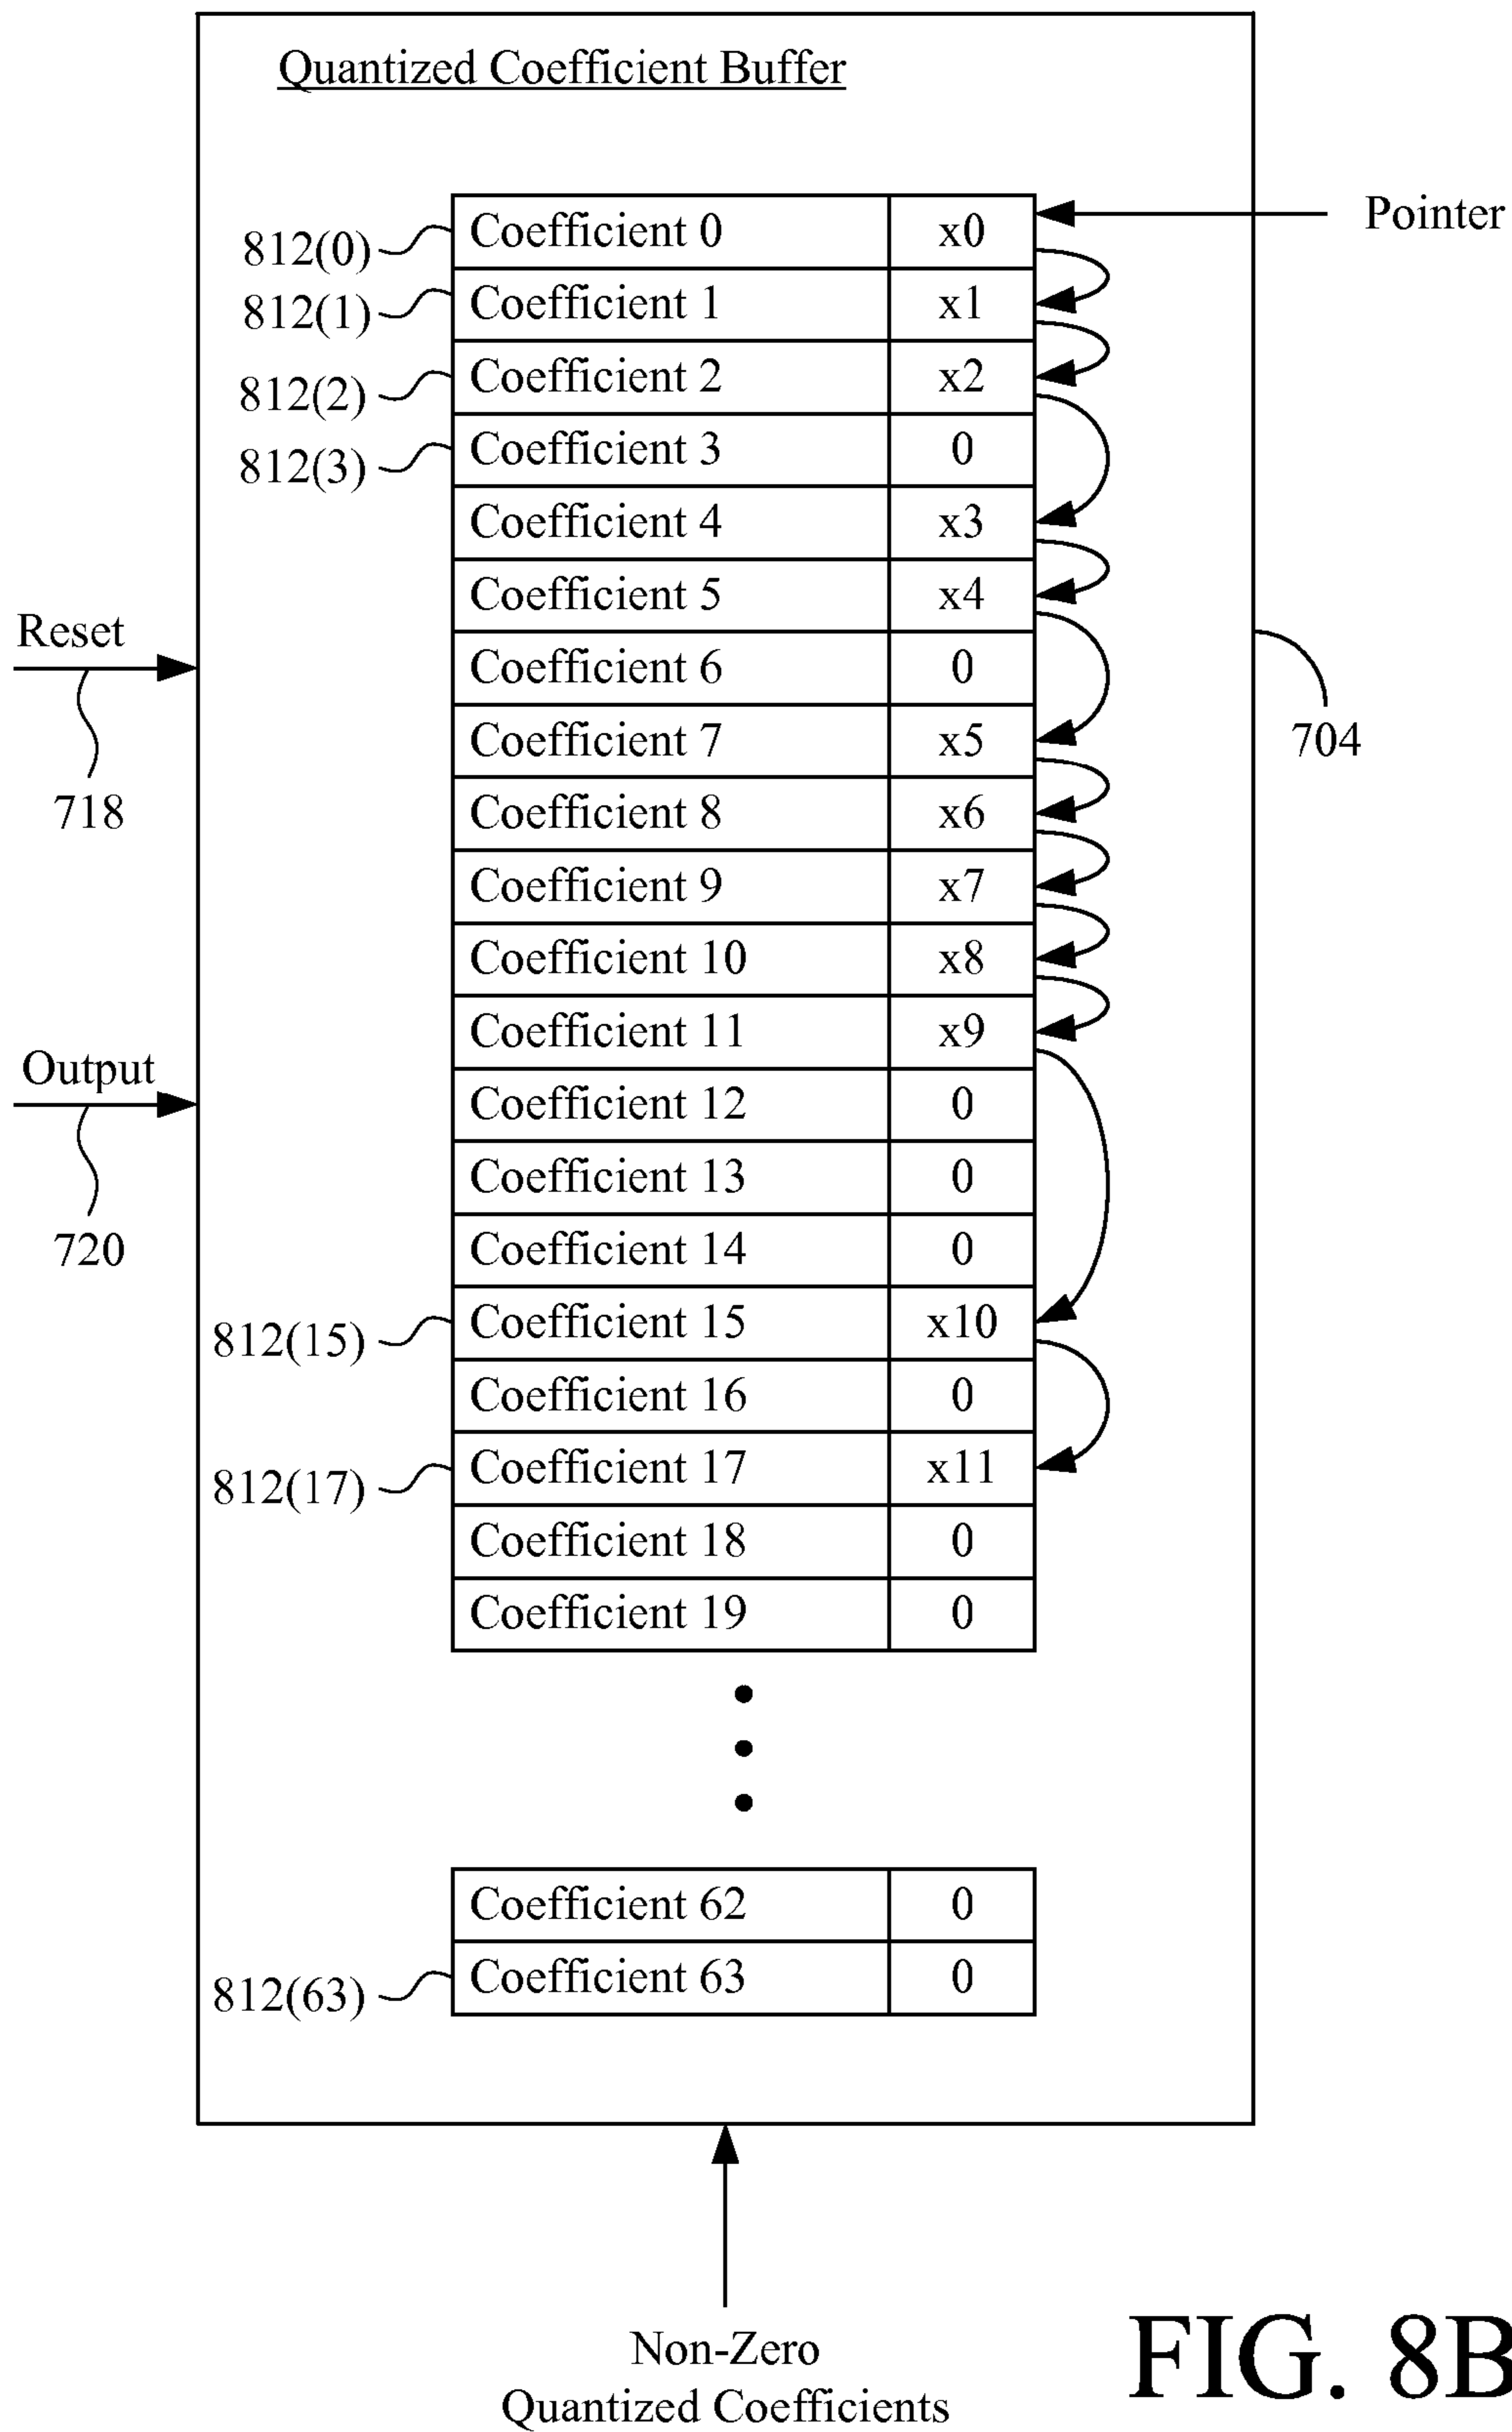 Quantized Coefficient Buffer
Pointer
812(0) Coefficient 0 x0
812(1) Coefficient 1 x1
812(2) Coefficient 2 x2
812(3) Coefficient 3 0
Coefficient 4 x3
Coefficient 5 x4
Reset
Coefficient 6 0
704
Coefficient 7 x5
718
Coefficient 8 x6
Coefficient 9 x7
Coefficient 10 x8
Coefficient 11 x9
Output
Coefficient 12 0
Coefficient 13 0
720
Coefficient 14 0
812(15) Coefficient 15 x10
Coefficient 16 0
812(17) Coefficient 17 x11
Coefficient 18 0
Coefficient 19 0
Coefficient 62 0
812(63) Coefficient 63 0
Non-Zero
Quantized Coefficients
FIG. 8B